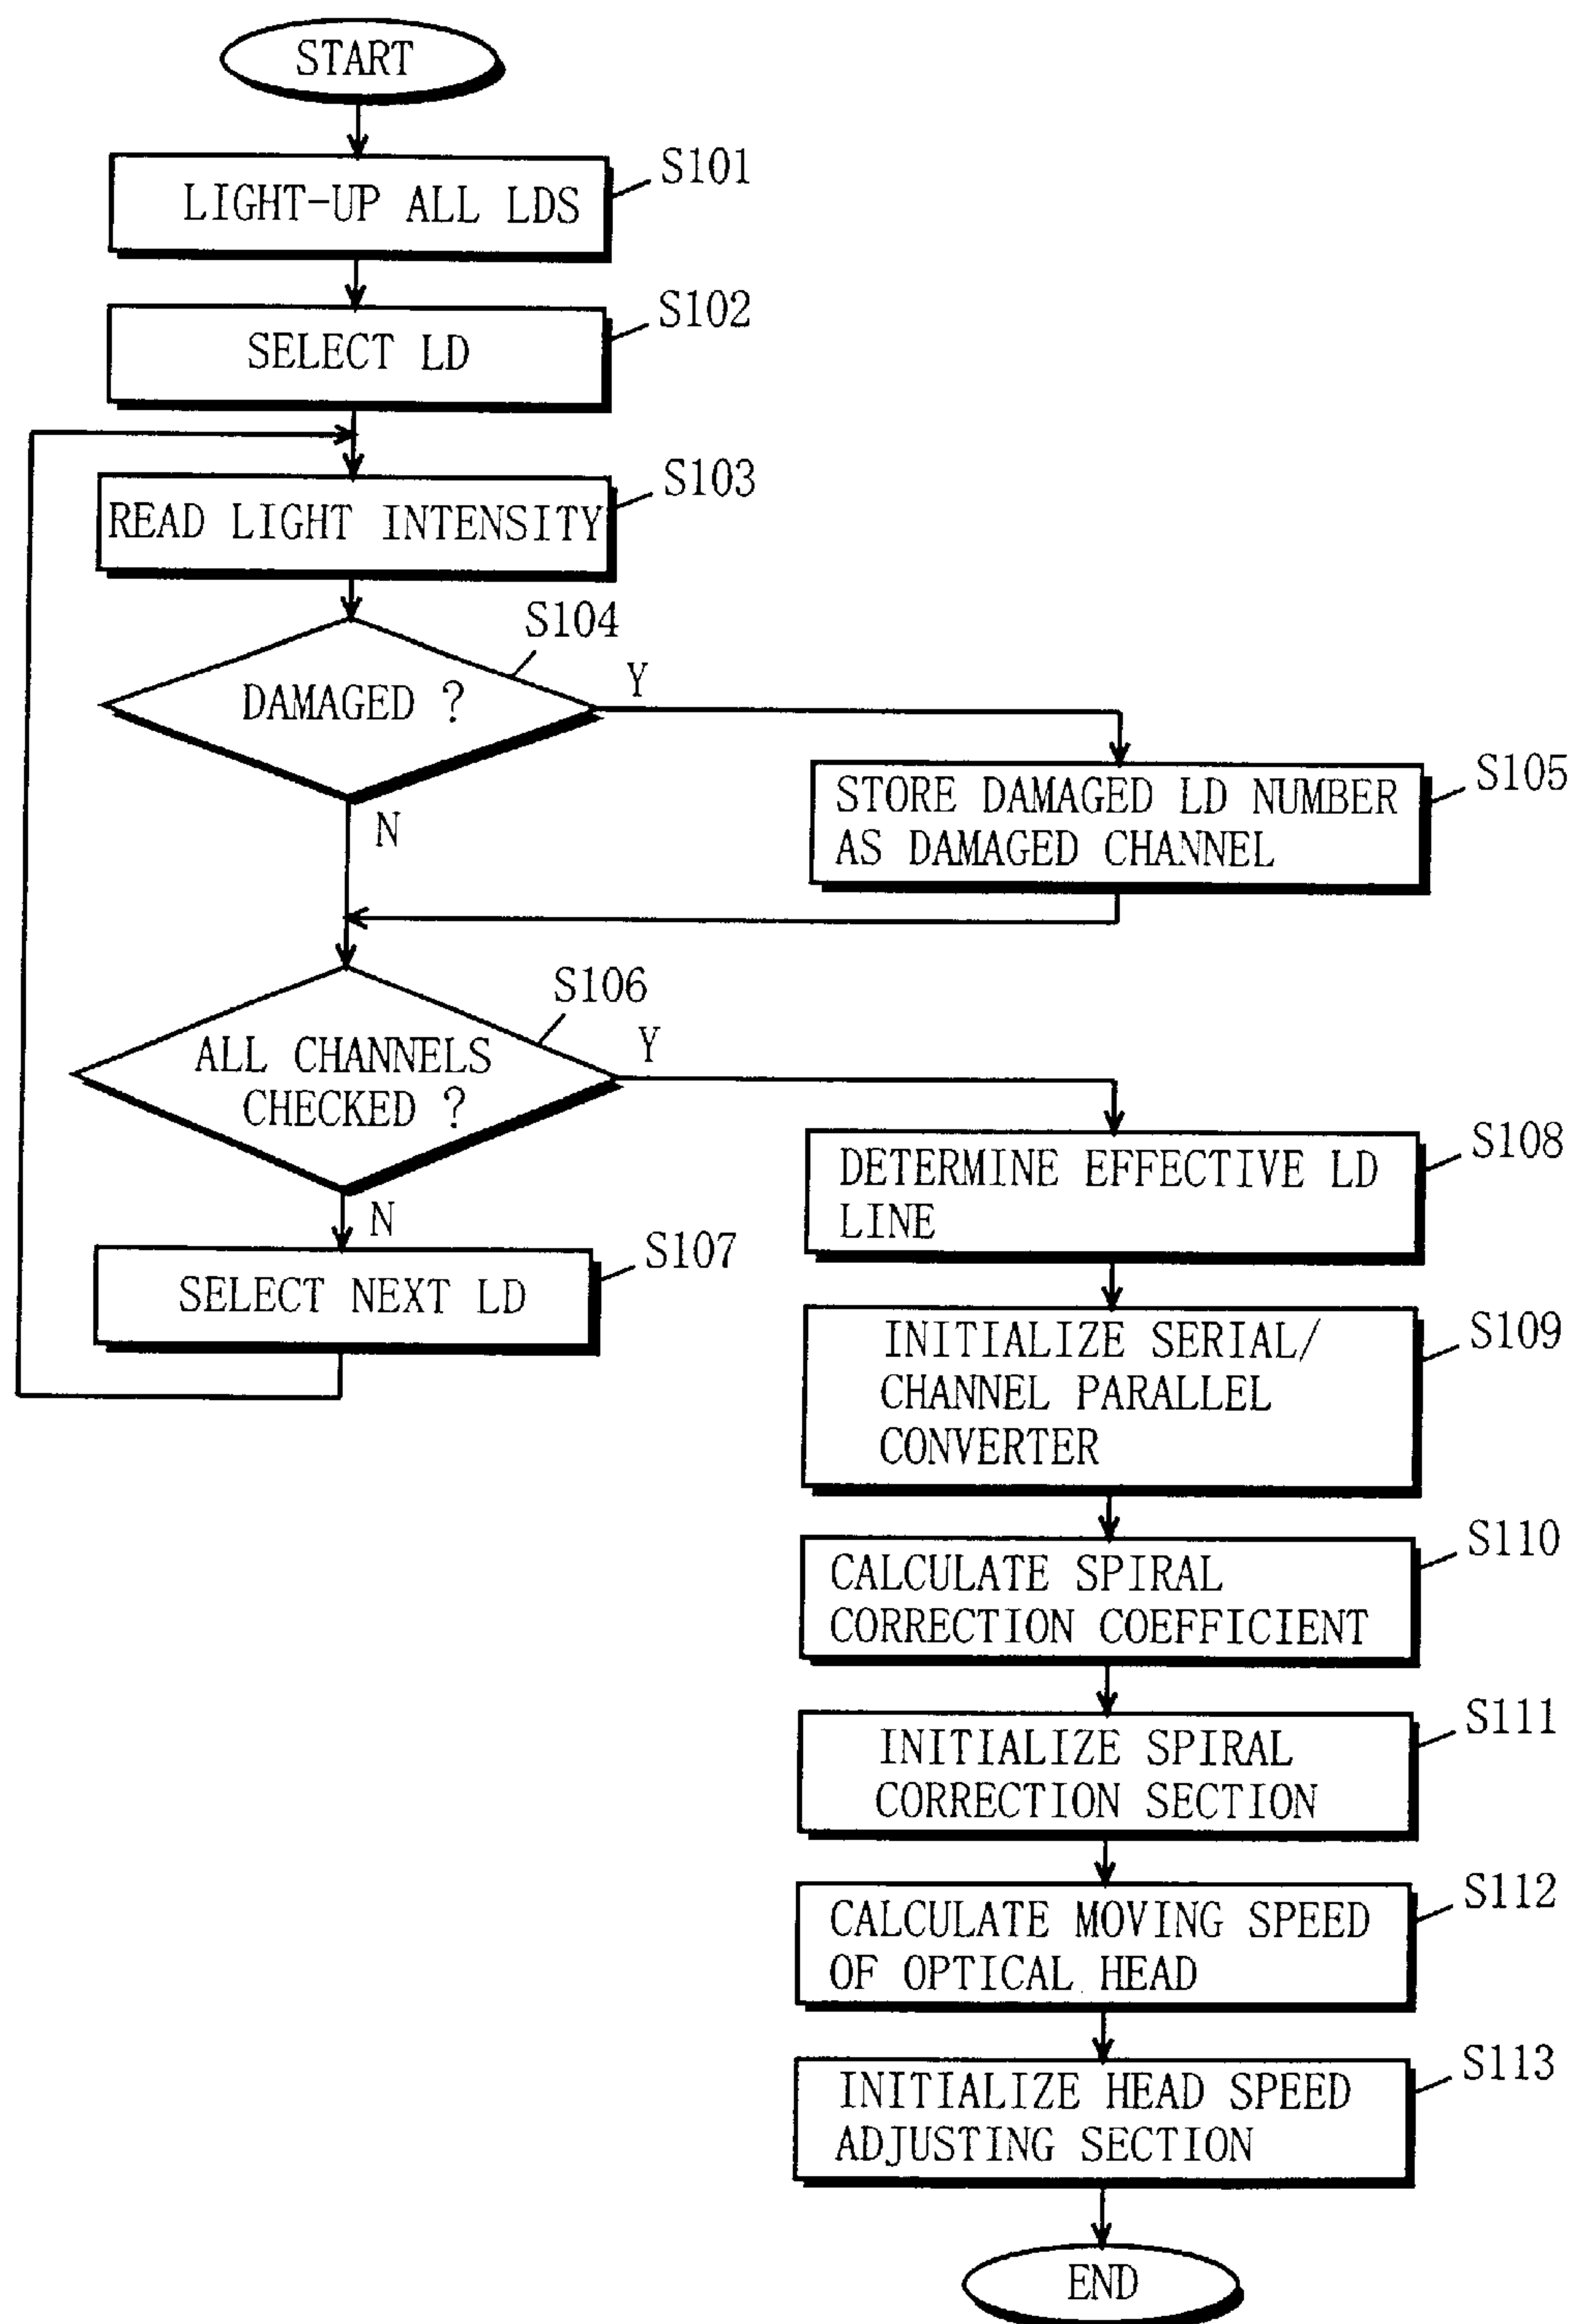 START
S101
LIGHT-UP ALL LDS
S102
SELECT LD
S103
READ LIGHT INTENSITY
S104
DAMAGED ?
Y
N
S105
STORE DAMAGED LD NUMBER
AS DAMAGED CHANNEL
S106
ALL CHANNELS
CHECKED ?
Y
N
S107
SELECT NEXT LD
S108
DETERMINE EFFECTIVE LD
LINE
S109
INITIALIZE SERIAL/
CHANNEL PARALLEL
CONVERTER
S110
CALCULATE SPIRAL
CORRECTION COEFFICIENT
S111
INITIALIZE SPIRAL
CORRECTION SECTION
S112
CALCULATE MOVING SPEED
OF OPTICAL HEAD
S113
INITIALIZE HEAD SPEED
ADJUSTING SECTION
END